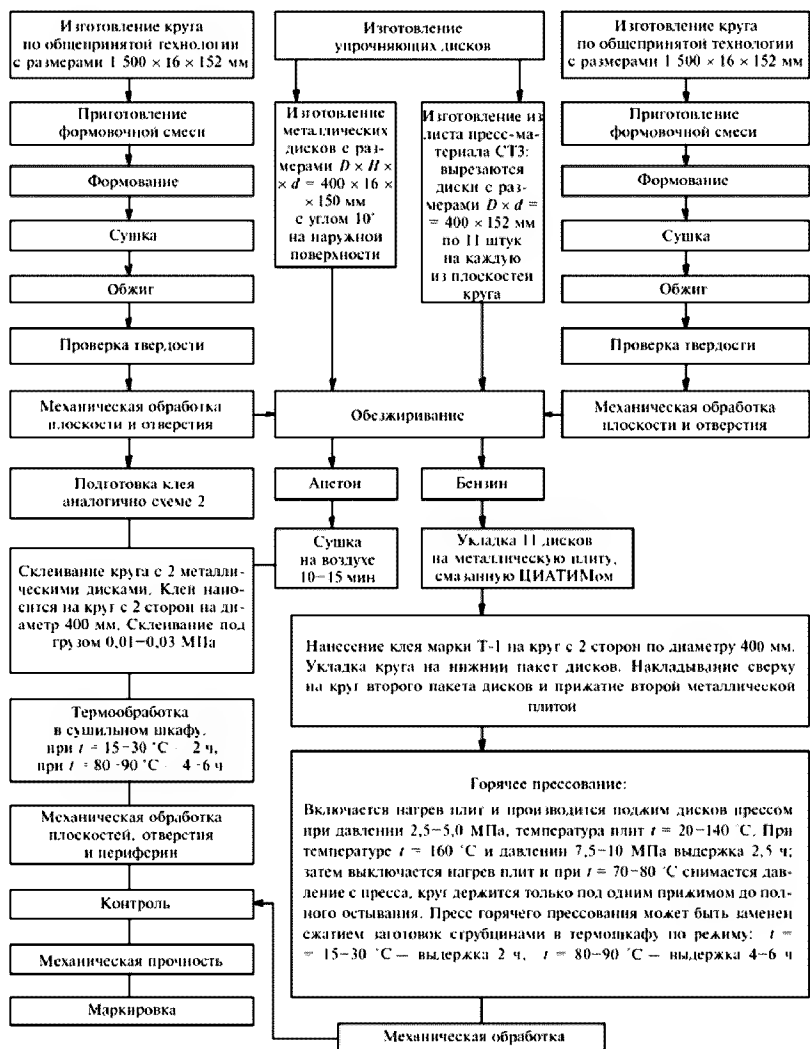 Изготовление круга
по общепринятой технологии
с размерами 1 500 × 16 × 152 мм
Приготовление
формовочной смеси
Формование
Сушка
Обжиг
Проверка твердости
Механическая обработка
плоскости и отверстия
Подготовка клея
аналогично схеме 2
Склеивание круга с 2 металли-
ческими дисками. Клей нано-
сится на круг с 2 сторон на ди-
аметр 400 мм. Склеивание под
грузом 0,01−0,03 МПа
Термообработка
в сушильном шкафу,
при t = 15−30 °С − 2 ч,
при t = 80-90 °С − 4-6 ч
Механическая обработка
плоскостей, отверстия
и периферии
Контроль
Механическая прочность
Маркировка
Изготовление
упрочняющих дисков
Изготовление
металлических
дисков с раз-
мерами D × H ×
× d = 400 × 16 ×
× 150 мм
с углом 10°
на наружной
поверхности
Изготовление из
листа пресс-ма-
териала СТЗ:
вырезаются
диски с раз-
мерами D × d =
= 400 × 152 мм
по 11 штук
на каждую
из плоскостей
круга
Обезжиривание
Ацетон
Бензин
Сушка
на воздухе
10−15 мин
Укладка 11 дисков
на металлическую плиту,
смазанную ЦИАТИМом
Изготовление круга
по общепринятой технологии
с размерами 1 500 × 16 × 152 мм
Приготовление
формовочной смеси
Формование
Сушка
Обжиг
Проверка твердости
Механическая обработка
плоскости и отверстия
Нанесение клея марки Т-1 на круг с 2 сторон по диаметру 400 мм.
Укладка круга на нижний пакет дисков. Накладывание сверху
на круг второго пакета дисков и прижатие второй металлической
плитой
Горячее прессование:
Включается нагрев плит и производится поджим дисков прессом
при давлении 2,5−5,0 МПа, температура плит t = 20−140 °С. При
температуре t = 160 °С и давлении 7,5−10 МПа выдержка 2,5 ч;
затем выключается нагрев плит и при t = 70−80 °С снимается дав-
ление с пресса, круг держится только под одним прижимом до пол-
ного остывания. Пресс горячего прессования может быть заменен
сжатием заготовок струбцинами в термошкафу по режиму: t =
= 15-30 °С — выдержка 2 ч, t = 80−90 °С — выдержка 4−6 ч
Механическая обработка